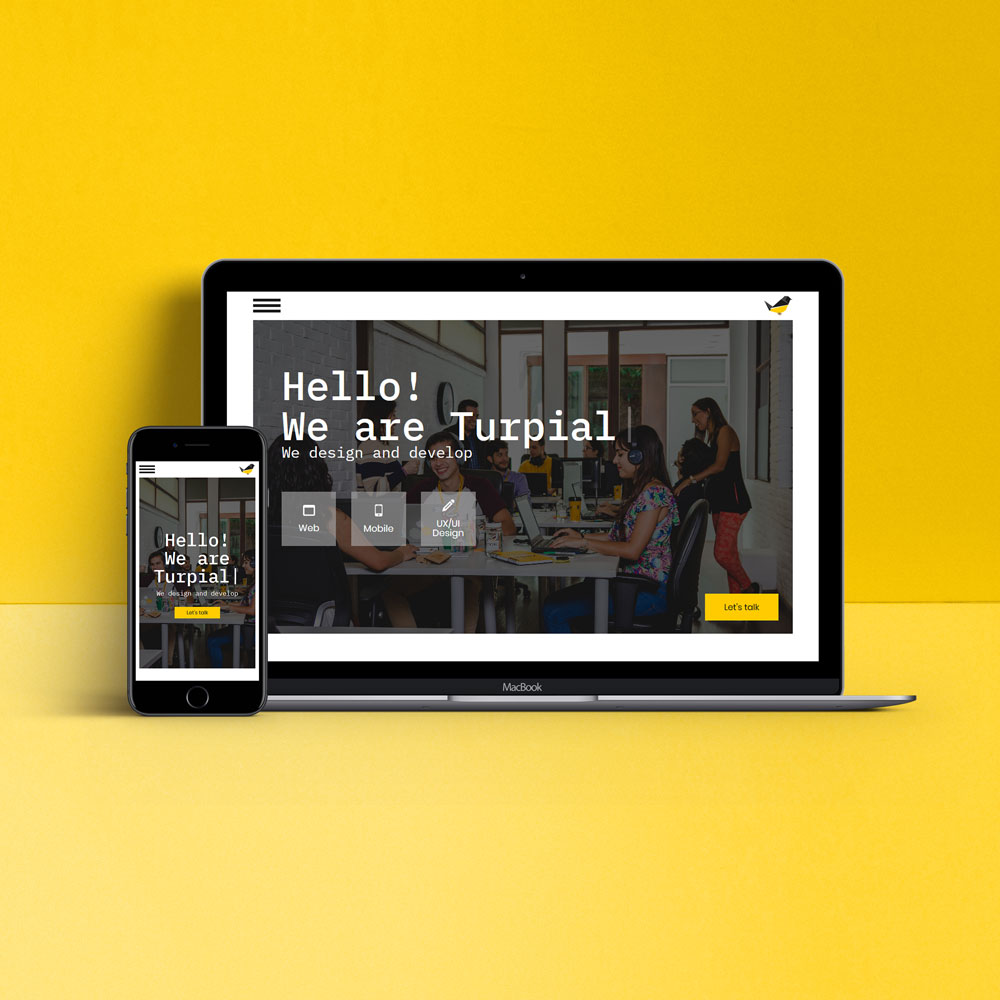 Hello!
We are Turpial
We design and develop
Web
Mobile
UX/UI
Design
Let's talk
MacBook
Hello!
We are
Turpial|
We design and develop
Let's talk